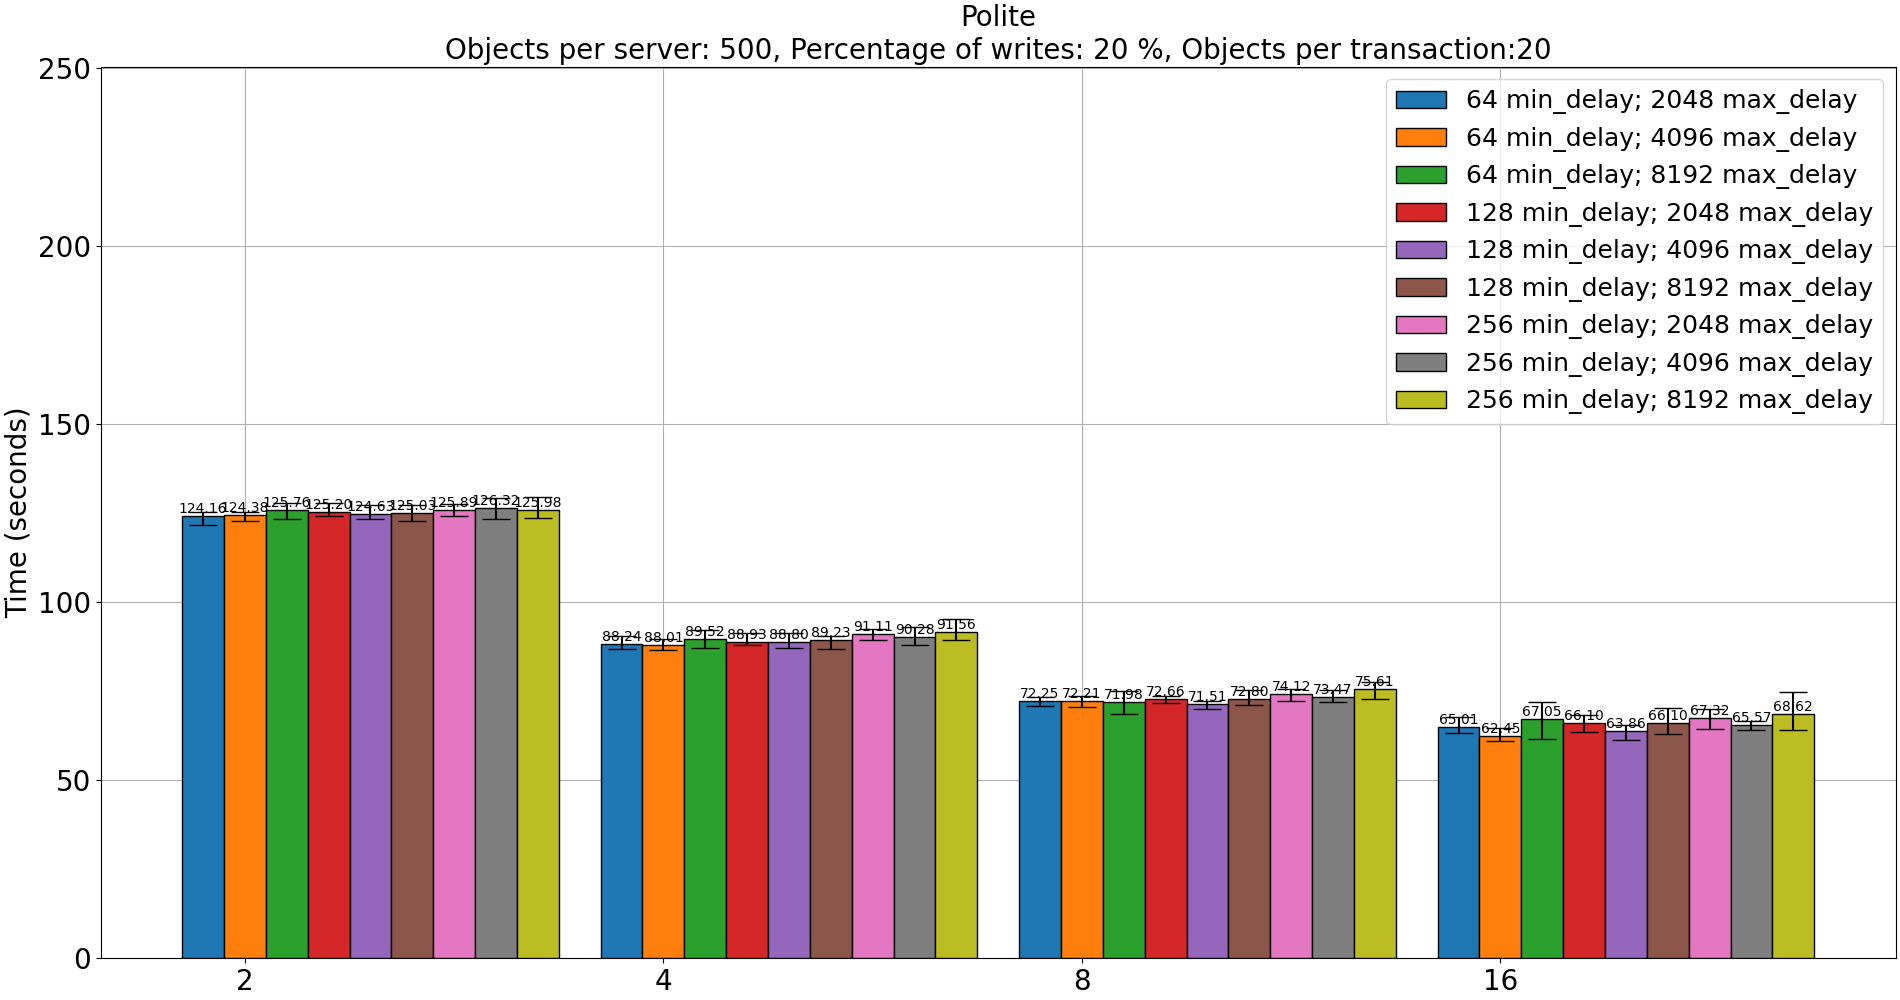 Polite
Objects per server: 500, Percentage of writes: 20 %, Objects per transaction:20
250
200
150
100
50
0
Time (seconds)
64 min_delay; 2048 max_delay
64 min_delay; 4096 max_delay
64 min_delay; 8192 max_delay
128 min_delay; 2048 max_delay
128 min_delay; 4096 max_delay
128 min_delay; 8192 max_delay
256 min_delay; 2048 max_delay
256 min_delay; 4096 max_delay
256 min_delay; 8192 max_delay
124.16 124.38 125.76 125.20 124.63 125.03 125.89 126.32 125.98
88.24 88.01 89.52 88.93 88.80 89.23 91.11 90.28 91.56
72.25 72.21 71.98 72.66 71.51 72.80 74.12 73.47 75.61
65.01 62.45 67.05 66.10 63.86 66.10 67.32 65.57 68.62
2 4 8 16